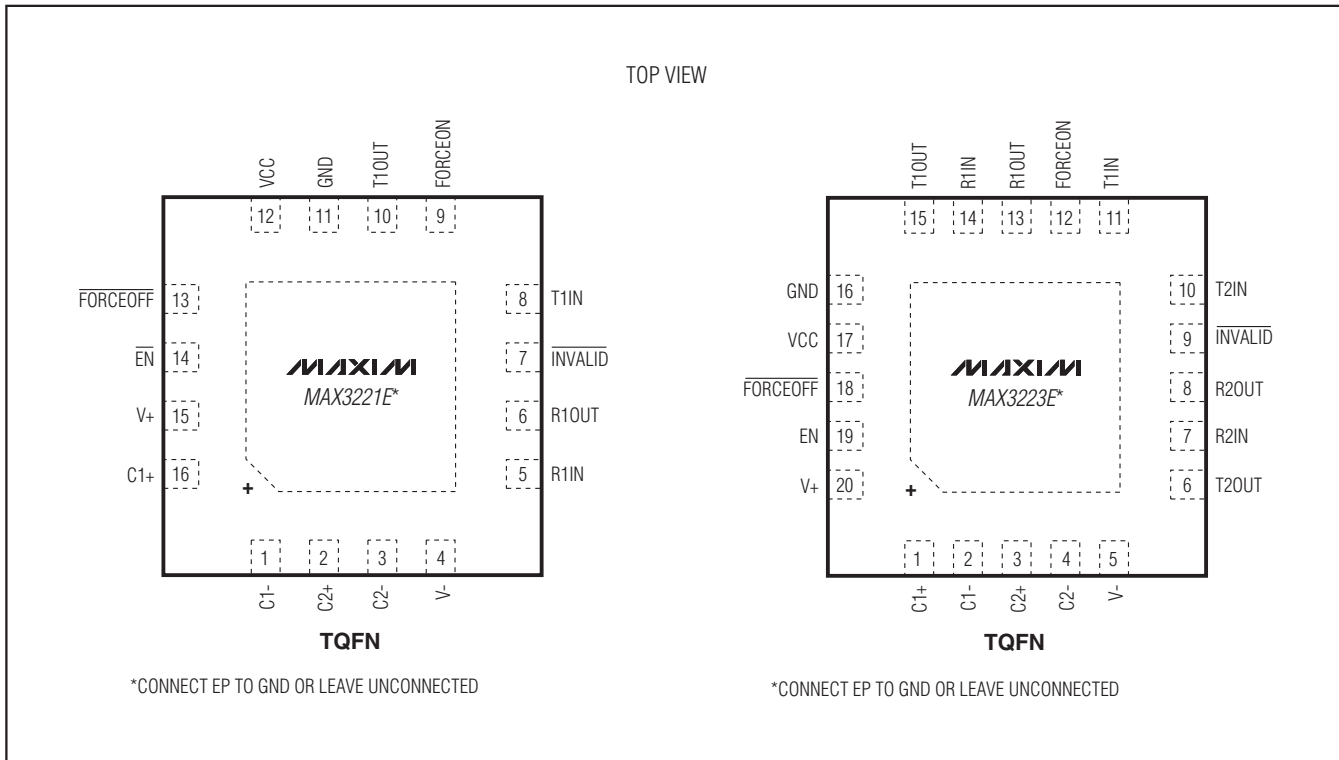 TOP VIEW
VCC
GND
T1OUT
FORCEON
12
11
10
9
FORCEOFF 13
EN 14
V+ 15
C1+ 16
8 T1IN
7 INVALID
6 R1OUT
5 R1IN
MAXIM
MAX3221E*
+
1
2
3
4
C1-
C2+
C2-
V-
TQFN
*CONNECT EP TO GND OR LEAVE UNCONNECTED
T1OUT
R1IN
R1OUT
FORCEON
T1IN
15
14
13
12
11
GND 16
VCC 17
FORCEOFF 18
EN 19
V+ 20
10 T2IN
9 INVALID
8 R2OUT
7 R2IN
6 T2OUT
MAXIM
MAX3223E*
+
1
2
3
4
5
C1+
C1-
C2+
C2-
V-
TQFN
*CONNECT EP TO GND OR LEAVE UNCONNECTED